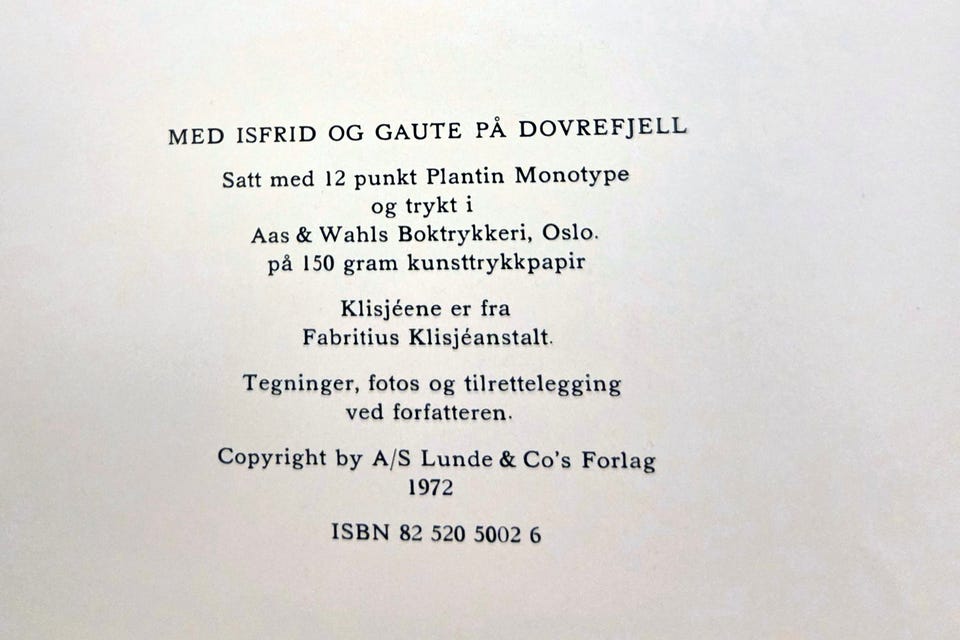 MED ISFRID OG GAUTE PÅ DOVREFJELL
Satt med 12 punkt Plantin Monotype
og trykt i
Aas & Wahls Boktrykkeri, Oslo.
på 150 gram kunsttrykkpapir
Klisjéene er fra
Fabritius Klisjéanstalt.
Tegninger, fotos og tilrettelegging
ved forfatteren.
Copyright by A/S Lunde & Co's Forlag
1972
ISBN 82 520 5002 6